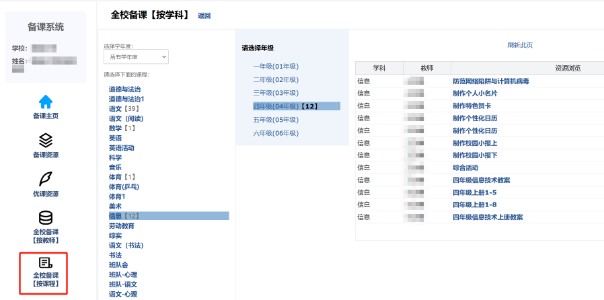 备课系统
学校:
姓名:
备课主页
备课资源
优课资源
全校备课
【按教师】
全校备课
【按课程】
全校备课【按学科】 返回
选择学年度:
所有学年度
请选择下面的课程:
道德与法治
道德与法治1
语文【39】
语文（阅读）
数学【1】
英语
英语活动
科学
音乐
体育【1】
体育(乒乓)
体育1
美术
信息【12】
劳动教育
综实
语文（书法）
书法
班队会
班队-心理
班队-语文
语文-心理
请选择年级
一年级(01年级)
二年级(02年级)
三年级(03年级)
四年级(04年级)【12】
五年级(05年级)
六年级(06年级)
刷新此页
学科 教师 资源浏览
信息 防范网络陷阱与计算机病毒
信息 制作个人小名片
信息 制作特色贺卡
信息 制作个性化日历
信息 制作个性化日历
信息 制作校园小报上
信息 制作校园小报下
信息 综合活动
信息 四年级信息技术教案
信息 四年级上册1-5
信息 四年级上册1-8
信息 四年级信息技术上册教案